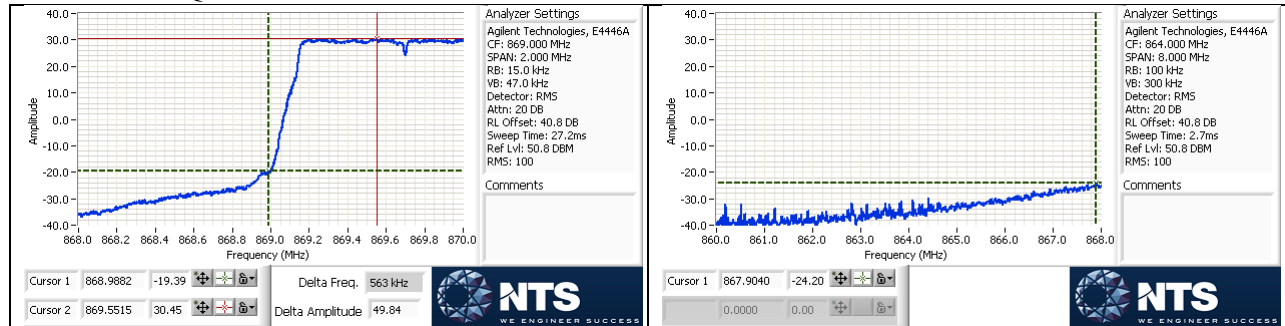 40.0
30.0
20.0
10.0
0.0
-10.0
-20.0
-30.0
-40.0
Amplitude
868.0 868.2 868.4 868.6 868.8 869.0 869.2 869.4 869.6 869.8 870.0
Frequency (MHz)
Analyzer Settings
Agilent Technologies, E4446A
CF: 869.000 MHz
SPAN: 2.000 MHz
RB: 15.0 kHz
VB: 47.0 kHz
Detector: RMS
Attn: 20 DB
RL Offset: 40.8 DB
Sweep Time: 27.2ms
Ref Lvl: 50.8 DBM
RMS: 100
Comments
Cursor 1 868.9882 -19.39
Cursor 2 869.5515 30.45
Delta Freq. 563 kHz
Delta Amplitude 49.84
NTS
WE ENGINEER SUCCESS
40.0
30.0
20.0
10.0
0.0
-10.0
-20.0
-30.0
-40.0
Amplitude
860.0 861.0 862.0 863.0 864.0 865.0 866.0 867.0 868.0
Frequency (MHz)
Analyzer Settings
Agilent Technologies, E4446A
CF: 864.000 MHz
SPAN: 8.000 MHz
RB: 100 kHz
VB: 300 kHz
Detector: RMS
Attn: 20 DB
RL Offset: 40.8 DB
Sweep Time: 2.7ms
Ref Lvl: 50.8 DBM
RMS: 100
Comments
Cursor 1 867.9040 -24.20
0.0000 0.00
NTS
WE ENGINEER SUCCESS